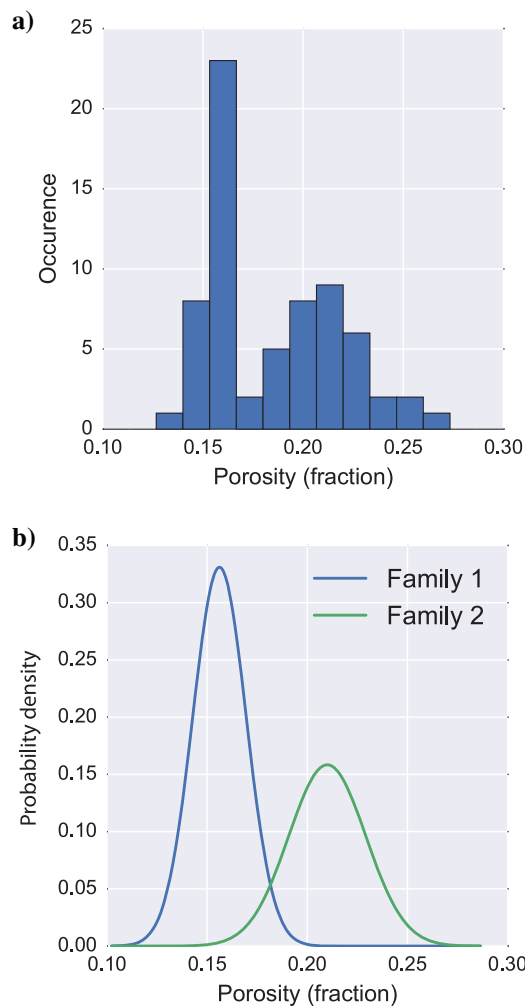 a)
25
20
15
10
5
0
Occurence
0.10 0.15 0.20 0.25 0.30
Porosity (fraction)
b)
0.35
0.30
0.25
0.20
0.15
0.10
0.05
0.00
Probability density
Family 1
Family 2
0.10 0.15 0.20 0.25 0.30
Porosity (fraction)